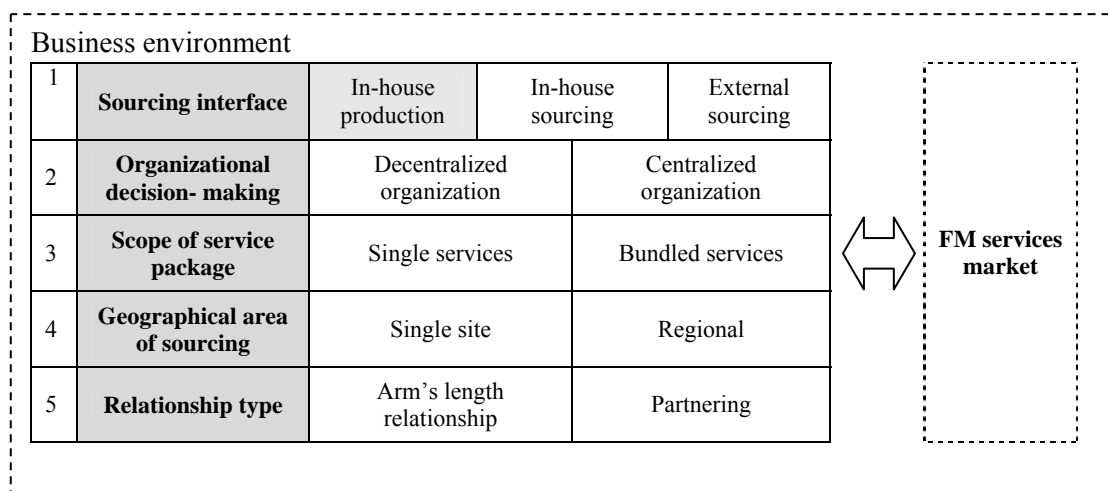 Business environment
1
Sourcing interface
In-house
production
In-house
sourcing
External
sourcing
2
Organizational
decision- making
Decentralized
organization
Centralized
organization
3
Scope of service
package
Single services
Bundled services
4
Geographical area
of sourcing
Single site
Regional
5
Relationship type
Arm’s length
relationship
Partnering
FM services
market